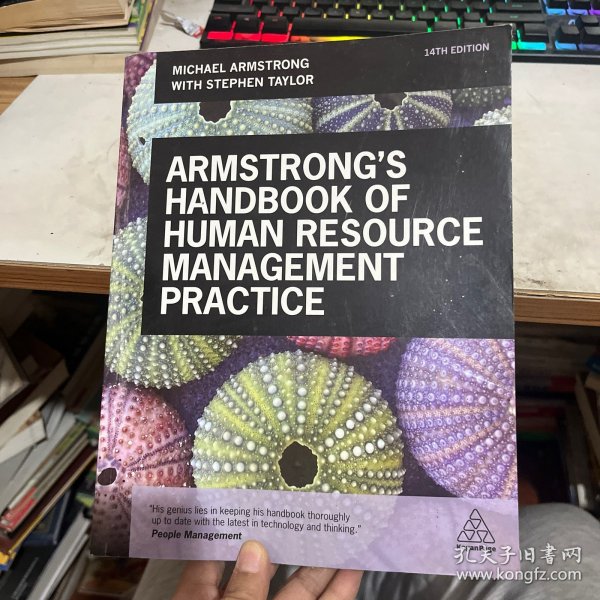 MICHAEL ARMSTRONG
WITH STEPHEN TAYLOR
14TH EDITION
ARMSTRONG'S
HANDBOOK OF
HUMAN RESOURCE
MANAGEMENT
PRACTICE
"His genius lies in keeping his handbook thoroughly
up to date with the latest in technology and thinking."
People Management
孔夫子旧书网
www.kongfz.com